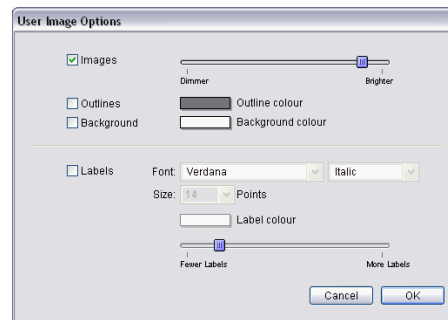 User Image Options
Images
Dimmer Brighter
Outlines Outline colour
Background Background colour
Labels Font: Verdana Italic
Size: 14 Points
Label colour
Fewer Labels More Labels
Cancel OK